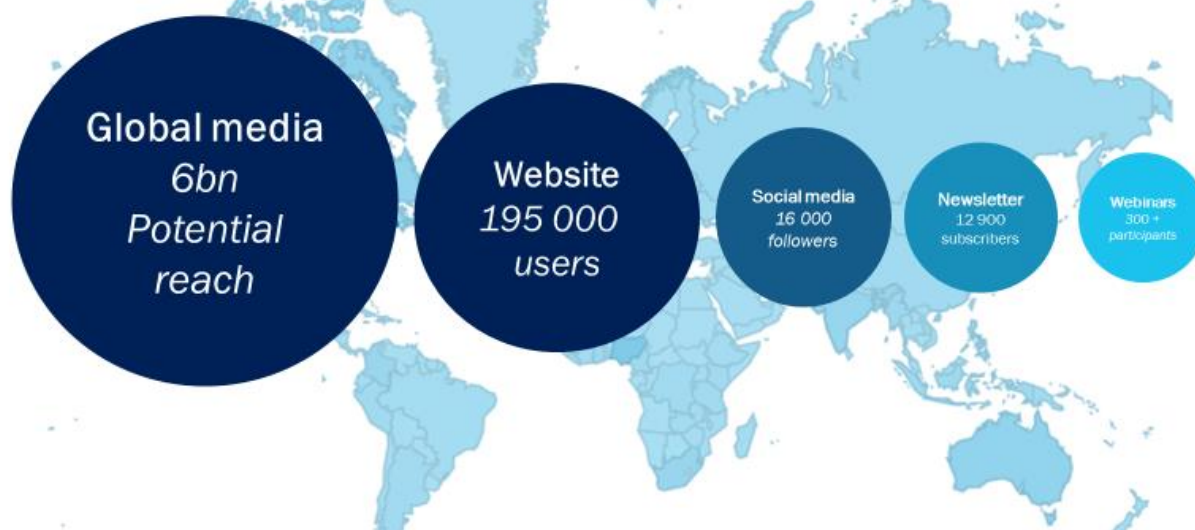 Global media
6bn
Potential
reach
Website
195 000
users
Social media
16 000
followers
Newsletter
12 900
subscribers
Webinars
300 +
participants